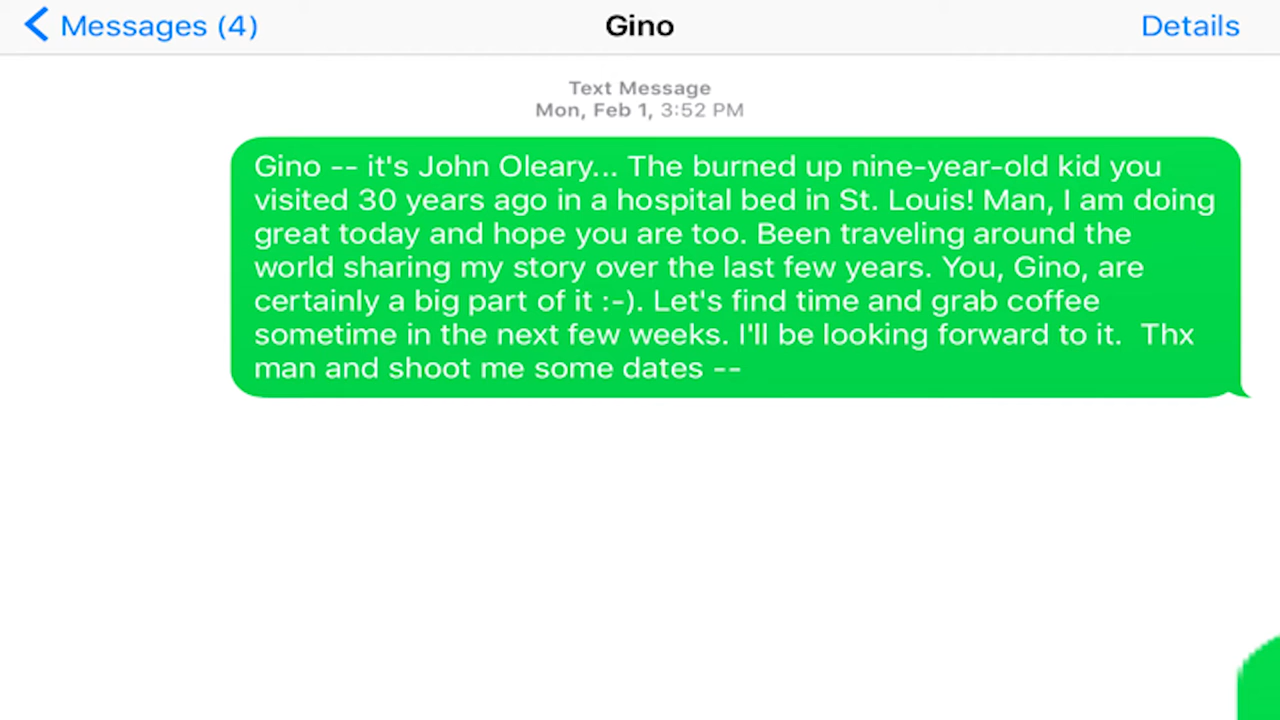 Messages (4)
Gino
Details
Text Message
Mon, Feb 1, 3:52 PM
Gino -- it's John Oleary... The burned up nine-year-old kid you
visited 30 years ago in a hospital bed in St. Louis! Man, I am doing
great today and hope you are too. Been traveling around the
world sharing my story over the last few years. You, Gino, are
certainly a big part of it :-). Let's find time and grab coffee
sometime in the next few weeks. I'll be looking forward to it.  Thx
man and shoot me some dates --